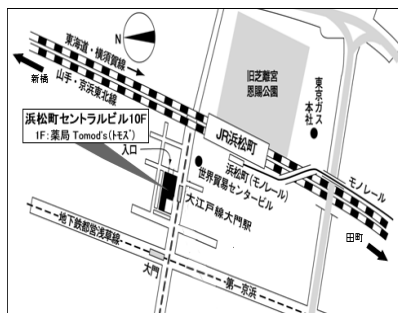 N
東海道・横須賀線
新橋
山手・京浜東北線
旧芝離宮
恩賜公園
東京ガス
本社
浜松町セントラルビル10F
1F:薬局 Tomod's(ﾄﾓｽﾞ)
入口
JR浜松町
世界貿易センタービル
浜松町(モノレール)
モノレール
大江戸線大門駅
田町
地下鉄都営浅草線
大門
第一京浜